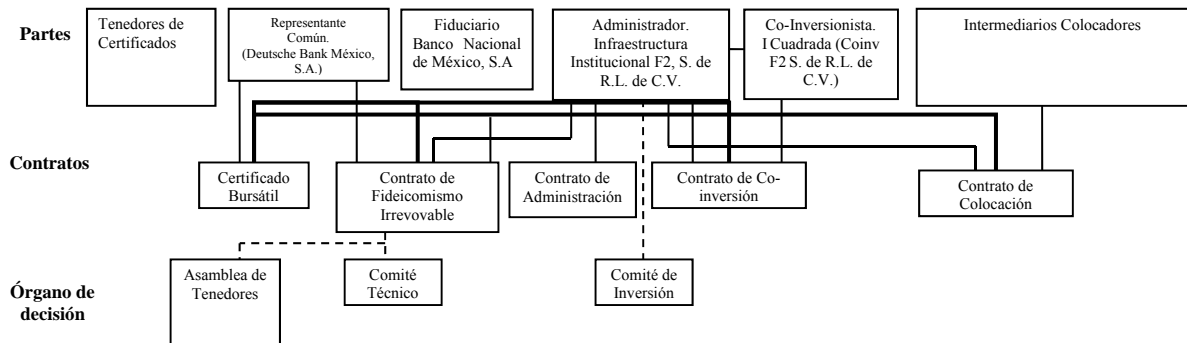 Partes
Tenedores de
Certificados
Representante
Común.
(Deutsche Bank México,
S.A.)
Fiduciario
Banco Nacional
de México, S.A
Administrador.
Infraestructura
Institucional F2, S. de
R.L. de C.V.
Co-Inversionista.
I Cuadrada (Coinv
F2 S. de R.L. de
C.V.)
Intermediarios Colocadores
Contratos
Certificado
Bursátil
Contrato de
Fideicomismo
Irrevovable
Contrato de
Administración
Contrato de Co-
inversión
Contrato de
Colocación
Órgano de
decisión
Asamblea de
Tenedores
Comité
Técnico
Comité de
Inversión